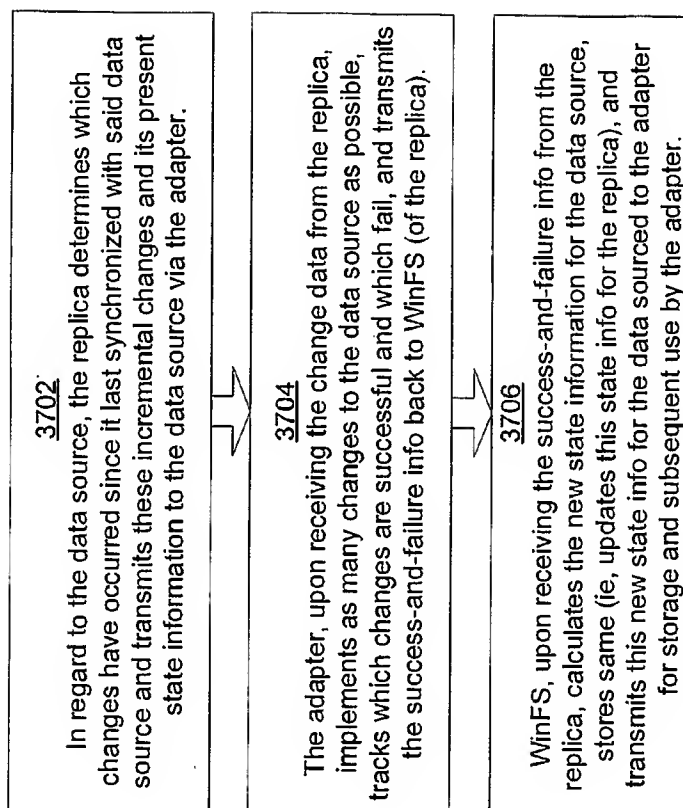 3702
In regard to the data source, the replica determines which
changes have occurred since it last synchronized with said data
source and transmits these incremental changes and its present
state information to the data source via the adapter.
3704
The adapter, upon receiving the change data from the replica,
implements as many changes to the data source as possible,
tracks which changes are successful and which fail, and transmits
the success-and-failure info back to WinFS (of the replica).
3706
WinFS, upon receiving the success-and-failure info from the
replica, calculates the new state information for the data source,
stores same (ie, updates this state info for the replica), and
transmits this new state info for the data sourced to the adapter
for storage and subsequent use by the adapter.